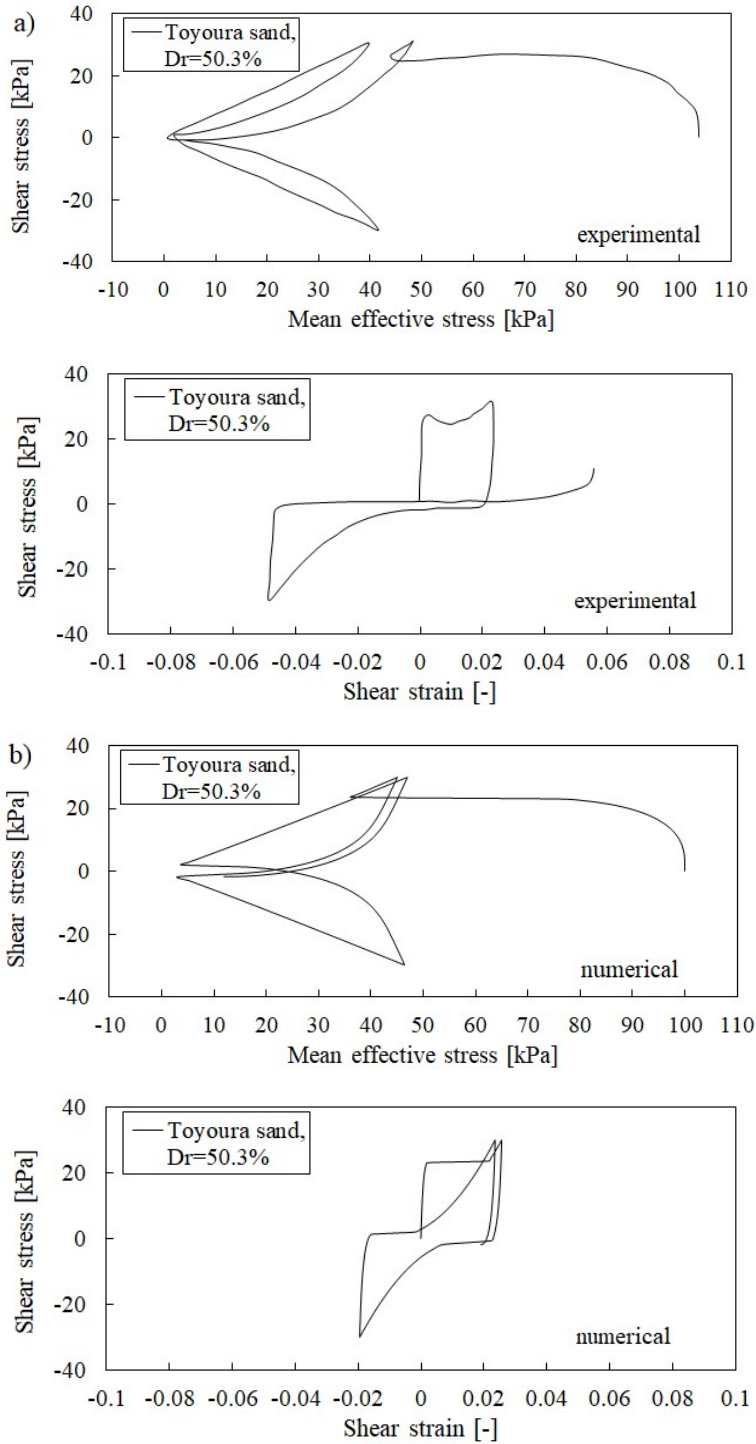 a)
40
20
0
-20
-40
Shear stress [kPa]
Toyoura sand,
Dr=50.3%
experimental
-10 0 10 20 30 40 50 60 70 80 90 100 110
Mean effective stress [kPa]
40
20
0
-20
-40
Shear stress [kPa]
Toyoura sand,
Dr=50.3%
experimental
-0.1 -0.08 -0.06 -0.04 -0.02 0 0.02 0.04 0.06 0.08 0.1
Shear strain [-]
b)
40
20
0
-20
-40
Shear stress [kPa]
Toyoura sand,
Dr=50.3%
numerical
-10 0 10 20 30 40 50 60 70 80 90 100 110
Mean effective stress [kPa]
40
20
0
-20
-40
Shear stress [kPa]
Toyoura sand,
Dr=50.3%
numerical
-0.1 -0.08 -0.06 -0.04 -0.02 0 0.02 0.04 0.06 0.08 0.1
Shear strain [-]